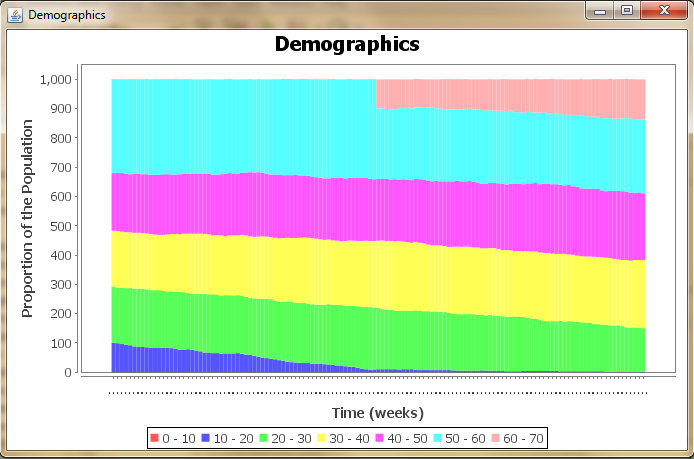 Demographics
Demographics
1,000
900
800
700
600
500
400
300
200
100
0
Proportion of the Population
Time (weeks)
0 - 10 10 - 20 20 - 30 30 - 40 40 - 50 50 - 60 60 - 70